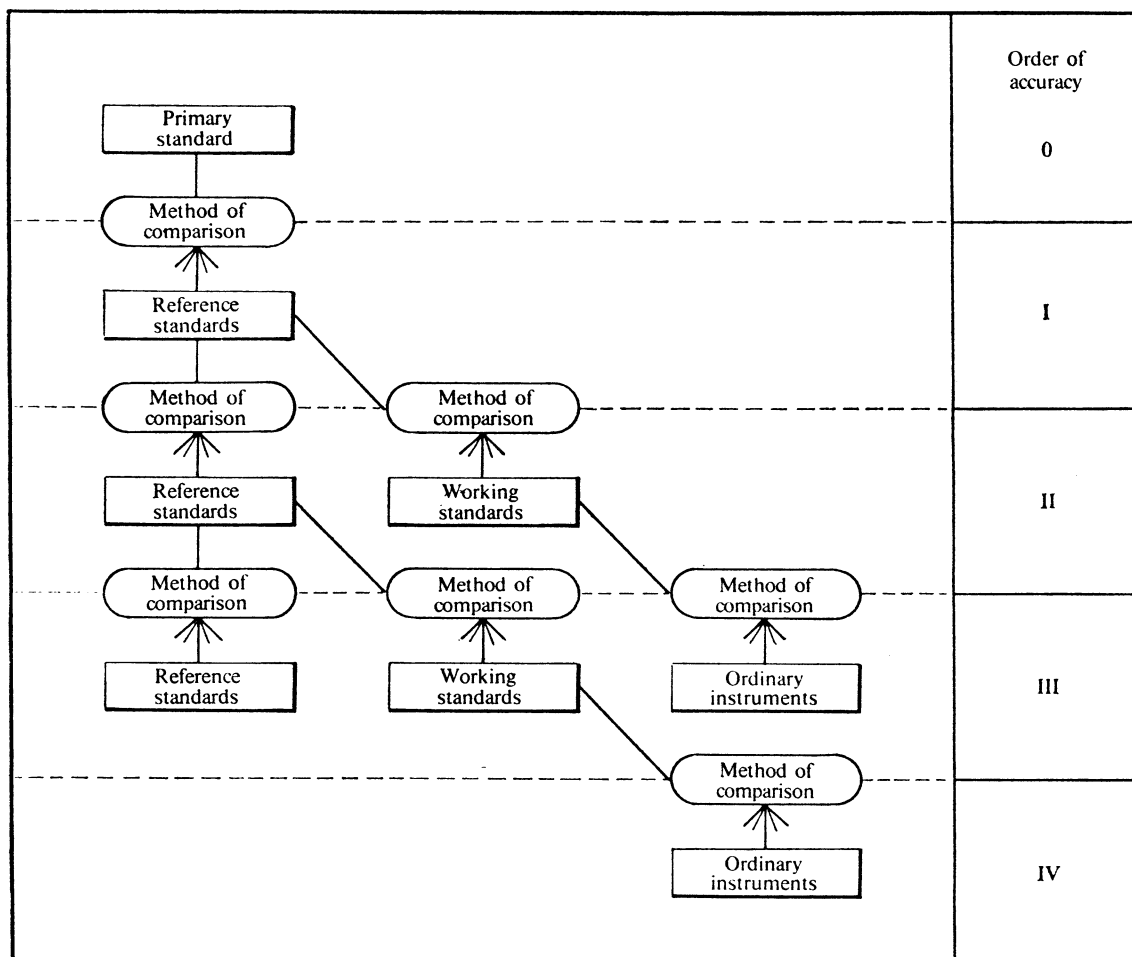 Order of
accuracy
Primary
standard
0
Method of
comparison
Reference
standards
I
Method of
comparison
Method of
comparison
Reference
standards
Working
standards
II
Method of
comparison
Method of
comparison
Method of
comparison
Reference
standards
Working
standards
Ordinary
instruments
III
Method of
comparison
Ordinary
instruments
IV